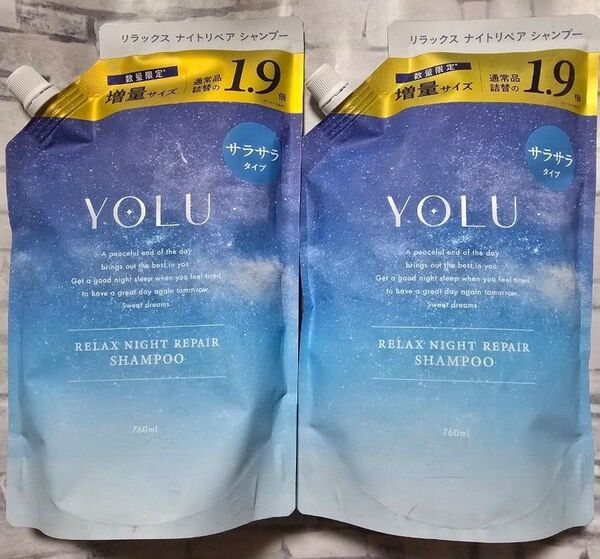 リラックス ナイトリペア シャンプー
数量限定*
増量サイズ
通常品
詰替の
1.9
倍
サラサラ
タイプ
YOLU
A peaceful end of the day
brings out the best in you
Get a good night sleep when you feel tired
to have a great day again tomorrow.
Sweet dreams.
RELAX NIGHT REPAIR
SHAMPOO
760ml
リラックス ナイトリペア シャンプー
数量限定*
増量サイズ
通常品
詰替の
1.9
倍
サラサラ
タイプ
YOLU
A peaceful end of the day
brings out the best in you
Get a good night sleep when you feel tired
to have a great day again tomorrow.
Sweet dreams.
RELAX NIGHT REPAIR
SHAMPOO
760ml